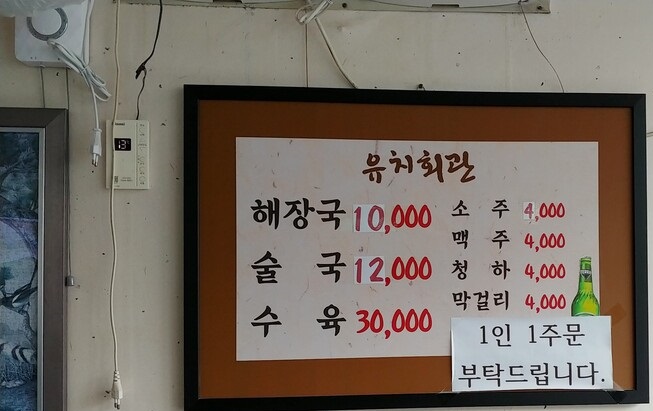 유치회관
해장국 10,000
술국 12,000
수육 30,000
소주 4,000
맥주 4,000
청하 4,000
막걸리 4,000
1인 1주문
부탁드립니다.
13